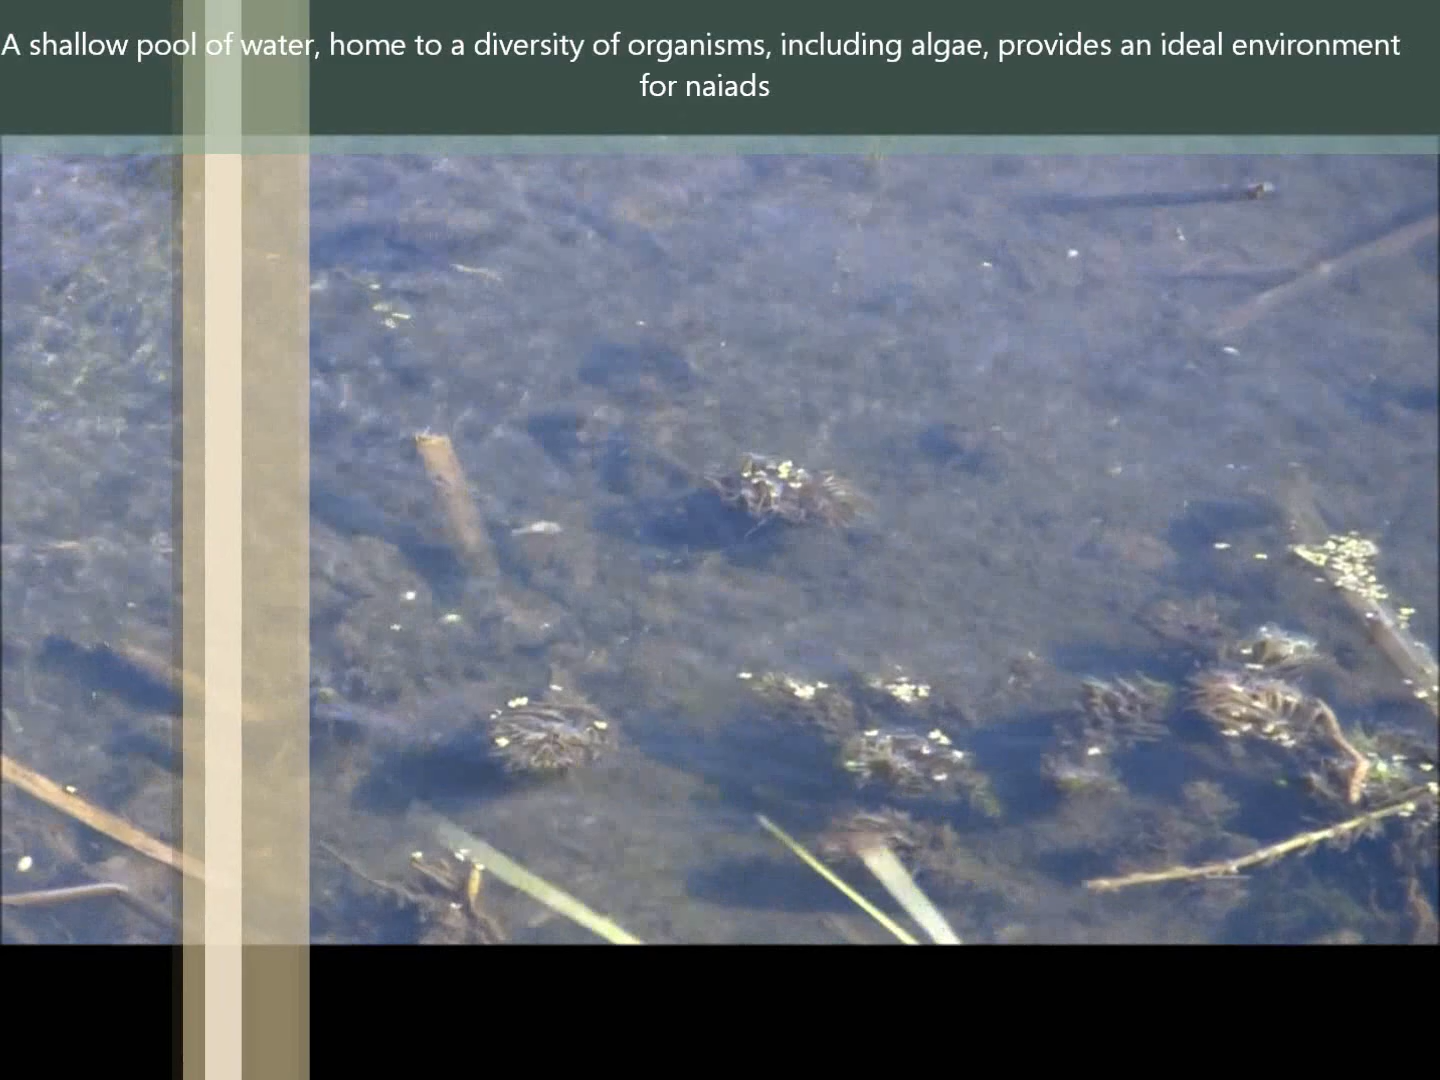 A shallow pool of water, home to a diversity of organisms, including algae, provides an ideal environment
for naiads